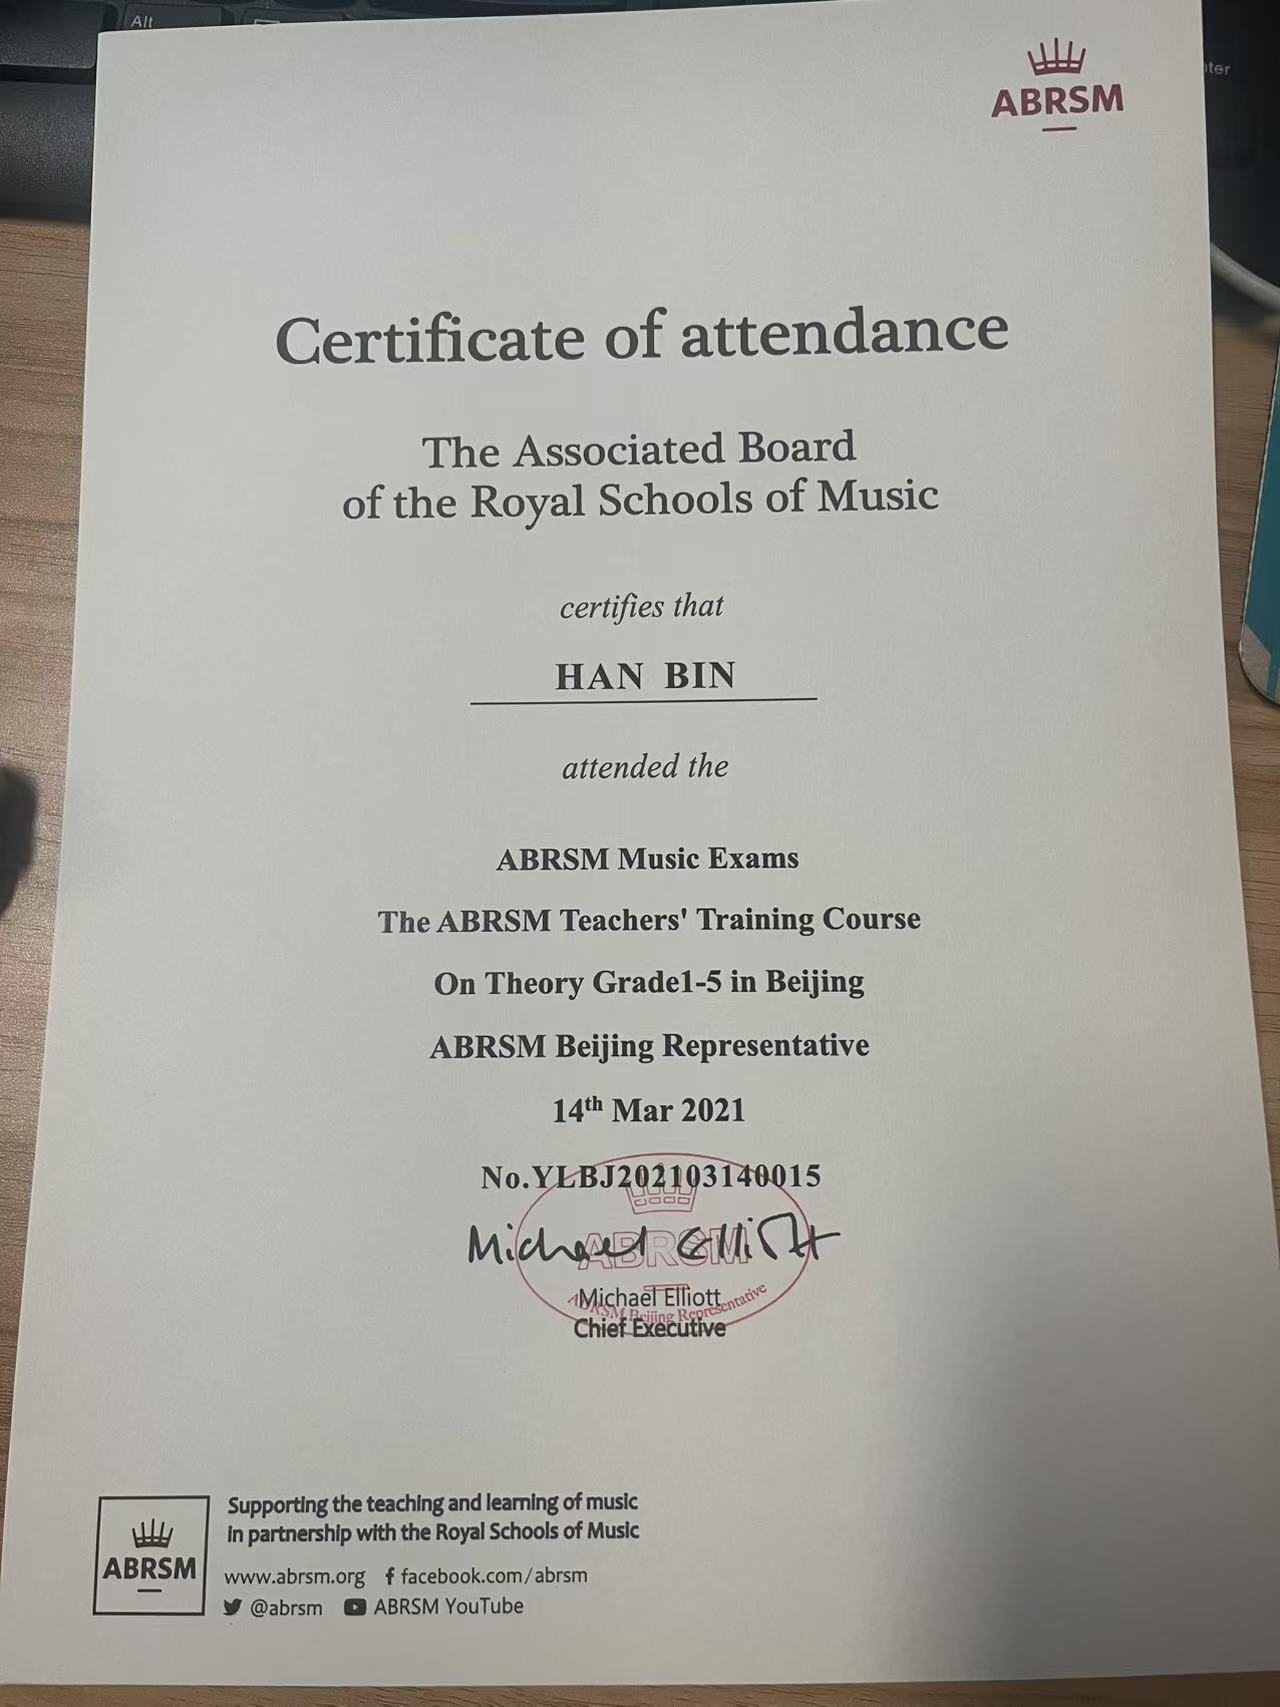 Alt
ter
ABRSM
Certificate of attendance
The Associated Board
of the Royal Schools of Music
certifies that
HAN BIN
attended the
ABRSM Music Exams
The ABRSM Teachers' Training Course
On Theory Grade1-5 in Beijing
ABRSM Beijing Representative
14th Mar 2021
No.YLBJ202103140015
Michael Elliott
ABRSM
Michael Elliott
ABRSM Beijing Representative
Chief Executive
Supporting the teaching and learning of music
in partnership with the Royal Schools of Music
ABRSM
www.abrsm.org facebook.com/abrsm
@abrsm ABRSM YouTube